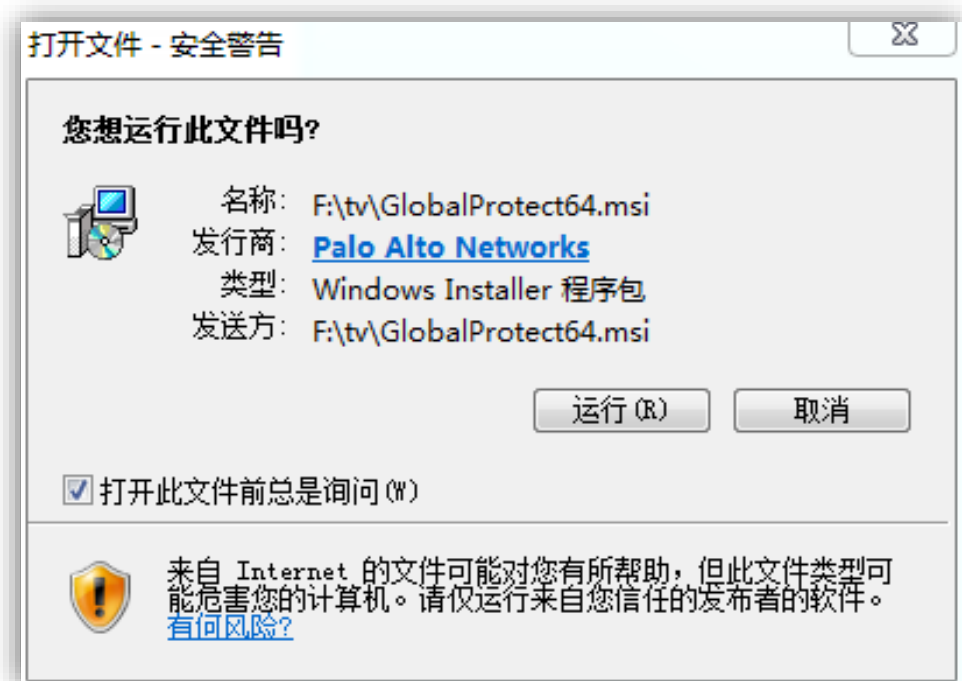 打开文件 - 安全警告
您想运行此文件吗?
名称: F:\tv\GlobalProtect64.msi
发行商: Palo Alto Networks
类型: Windows Installer 程序包
发送方: F:\tv\GlobalProtect64.msi
运行(R) 取消
打开此文件前总是询问(W)
来自 Internet 的文件可能对您有所帮助，但此文件类型可
能危害您的计算机。请仅运行来自您信任的发布者的软件。
有何风险?